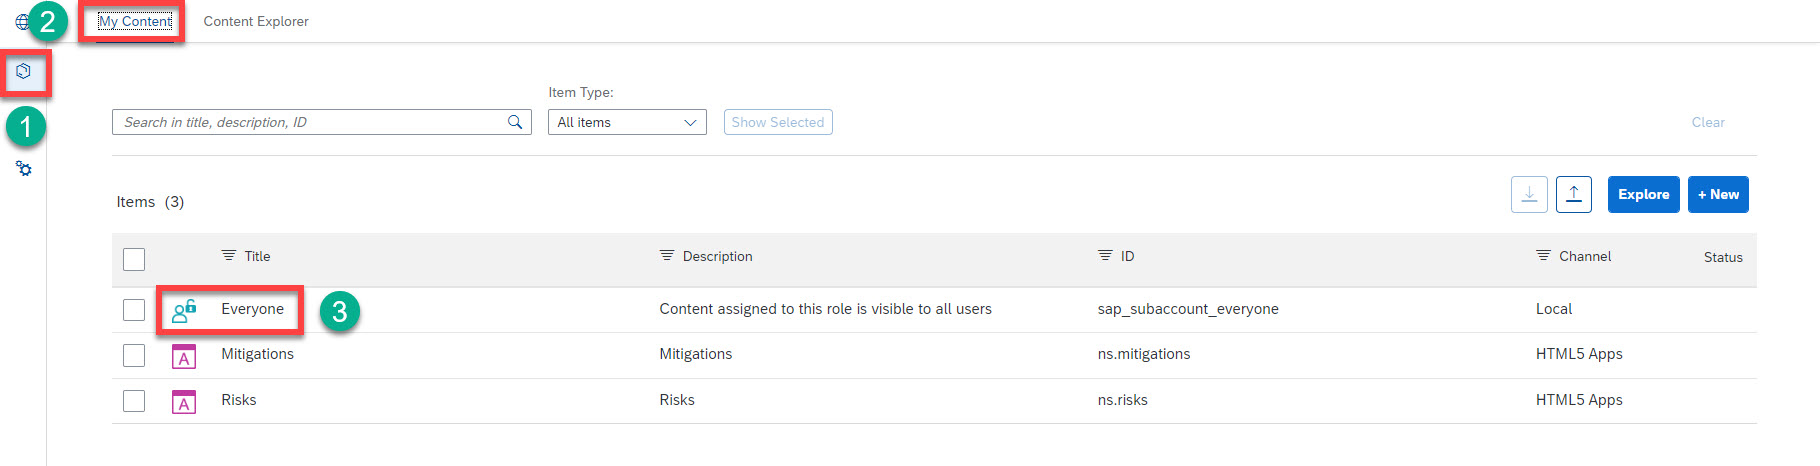 2 My Content Content Explorer
1
Item Type:
Search in title, description, ID All items Show Selected Clear
Items (3) Explore + New
Title Description ID Channel Status
Everyone 3 Content assigned to this role is visible to all users sap_subaccount_everyone Local
A Mitigations Mitigations ns.mitigations HTML5 Apps
A Risks Risks ns.risks HTML5 Apps